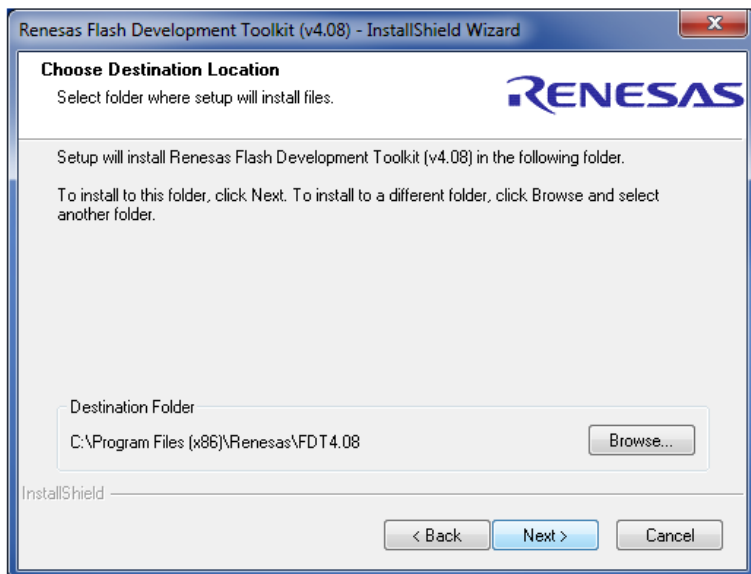 Renesas Flash Development Toolkit (v4.08) - InstallShield Wizard
Choose Destination Location
Select folder where setup will install files.
RENESAS
Setup will install Renesas Flash Development Toolkit (v4.08) in the following folder.
To install to this folder, click Next. To install to a different folder, click Browse and select
another folder.
Destination Folder
C:\Program Files (x86)\Renesas\FDT4.08
Browse...
InstallShield
< Back
Next >
Cancel